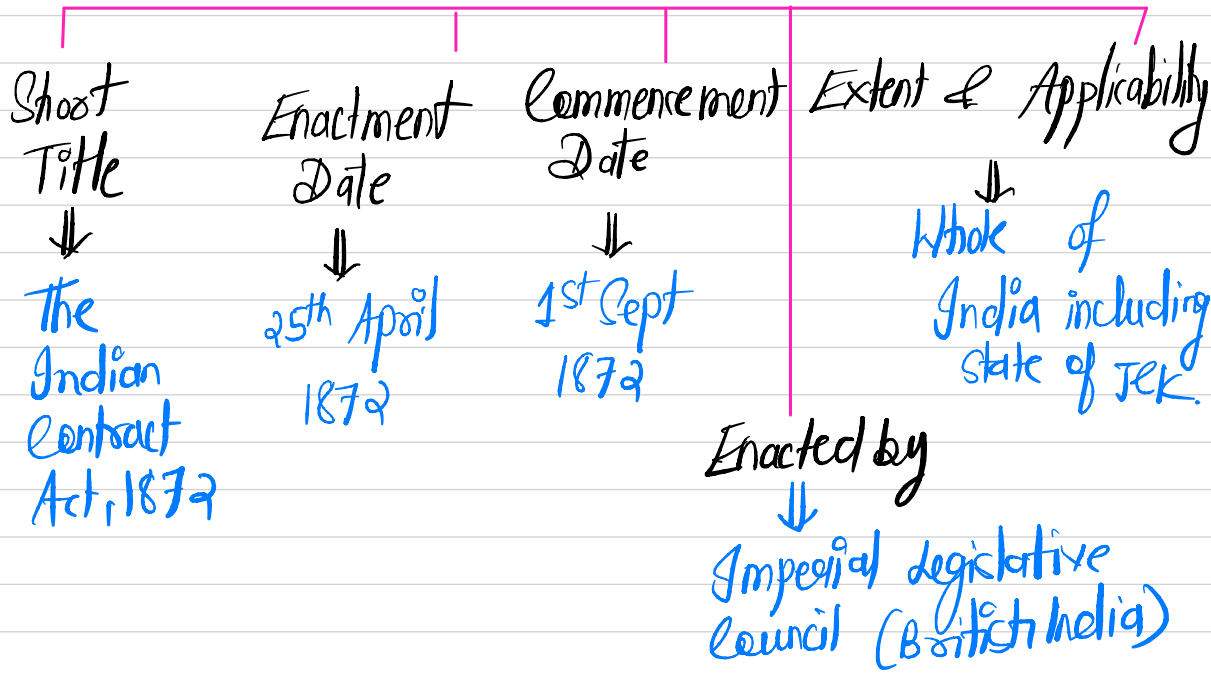 Short
Title
The
Indian
Contract
Act, 1872
Enactment
Date
25th April
1872
Commencement
Date
1st Sept
1872
Extent & Applicability
Whole of
India including
State of J&K.
Enacted by
Imperial Legislative
Council (British India)